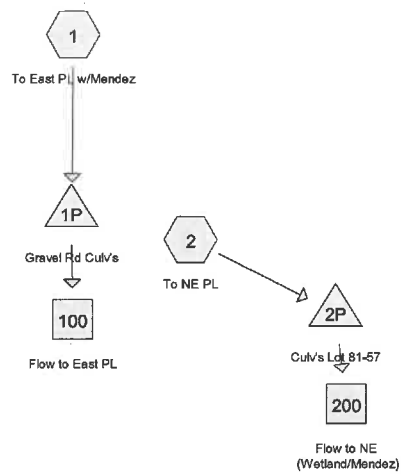 1
To East PL w/Mendez
1P
Gravel Rd Culv's
100
Flow to East PL
2
To NE PL
2P
Culv's Lot 81-57
200
Flow to NE
(Wetland/Mendez)